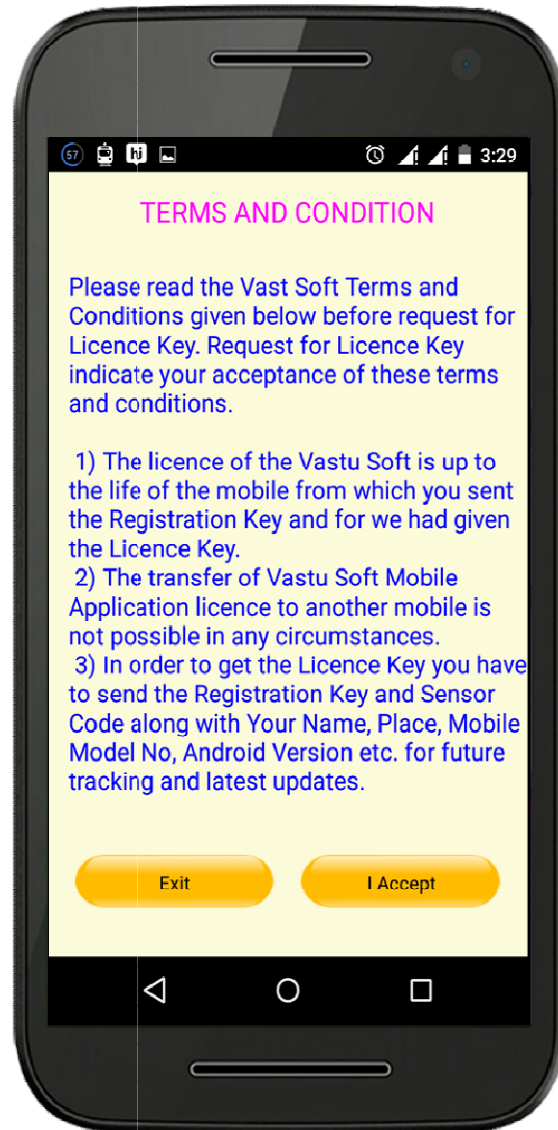 57 hi 3:29
TERMS AND CONDITION
Please read the Vast Soft Terms and
Conditions given below before request for
Licence Key. Request for Licence Key
indicate your acceptance of these terms
and conditions.
1) The licence of the Vastu Soft is up to
the life of the mobile from which you sent
the Registration Key and for we had given
the Licence Key.
2) The transfer of Vastu Soft Mobile
Application licence to another mobile is
not possible in any circumstances.
3) In order to get the Licence Key you have
to send the Registration Key and Sensor
Code along with Your Name, Place, Mobile
Model No, Android Version etc. for future
tracking and latest updates.
Exit I Accept